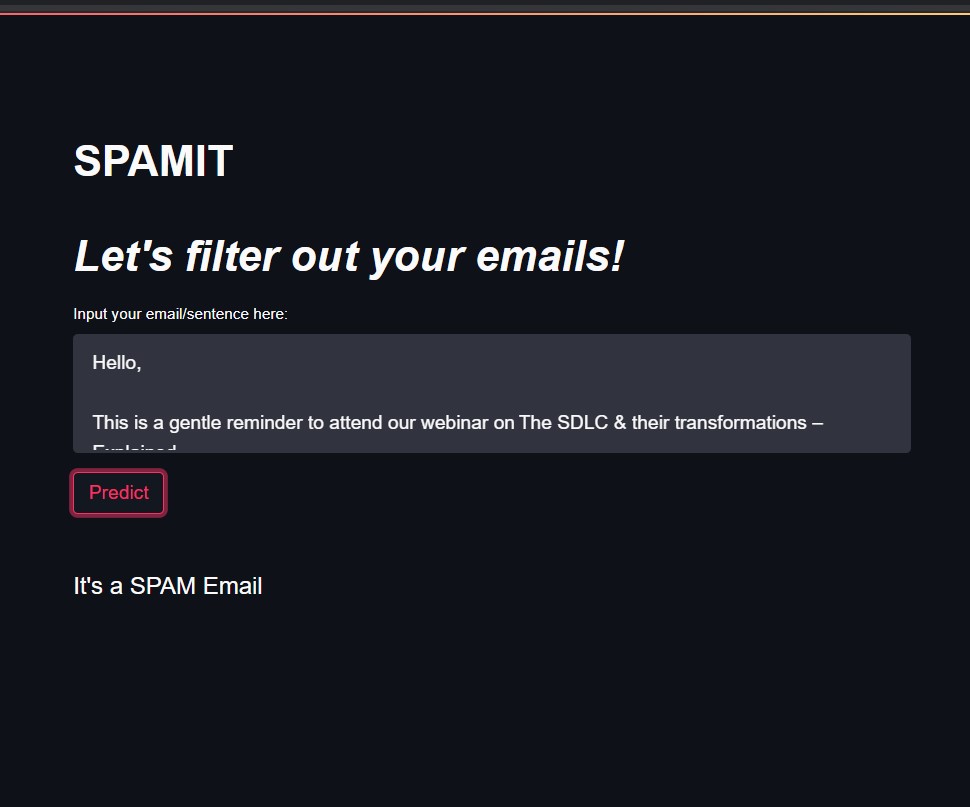 SPAMIT
Let's filter out your emails!
Input your email/sentence here:
Hello,
This is a gentle reminder to attend our webinar on The SDLC & their transformations –
Explained
Predict
It's a SPAM Email